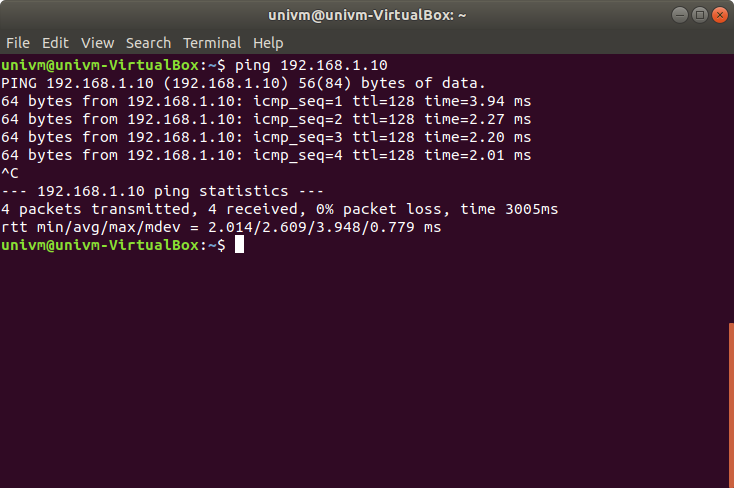 univm@univm-VirtualBox: ~
File Edit View Search Terminal Help
univm@univm-VirtualBox:~$ ping 192.168.1.10
PING 192.168.1.10 (192.168.1.10) 56(84) bytes of data.
64 bytes from 192.168.1.10: icmp_seq=1 ttl=128 time=3.94 ms
64 bytes from 192.168.1.10: icmp_seq=2 ttl=128 time=2.27 ms
64 bytes from 192.168.1.10: icmp_seq=3 ttl=128 time=2.20 ms
64 bytes from 192.168.1.10: icmp_seq=4 ttl=128 time=2.01 ms
^C
--- 192.168.1.10 ping statistics ---
4 packets transmitted, 4 received, 0% packet loss, time 3005ms
rtt min/avg/max/mdev = 2.014/2.609/3.948/0.779 ms
univm@univm-VirtualBox:~$